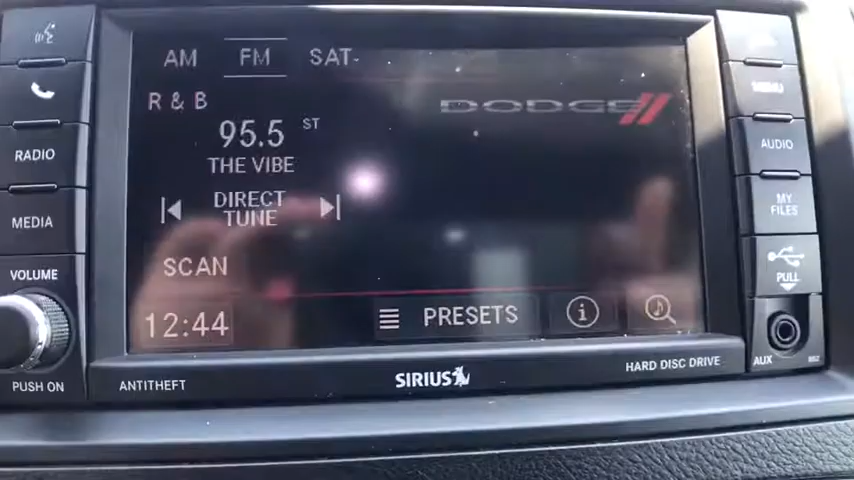 AM FM SAT
R & B
95.5 ST
THE VIBE
DIRECT
TUNE
SCAN
12:44
PRESETS
i
DODGE
RADIO
MEDIA
VOLUME
PUSH ON
MENU
AUDIO
MY
FILES
PULL
AUX
ANTITHEFT
SIRIUS
HARD DISC DRIVE